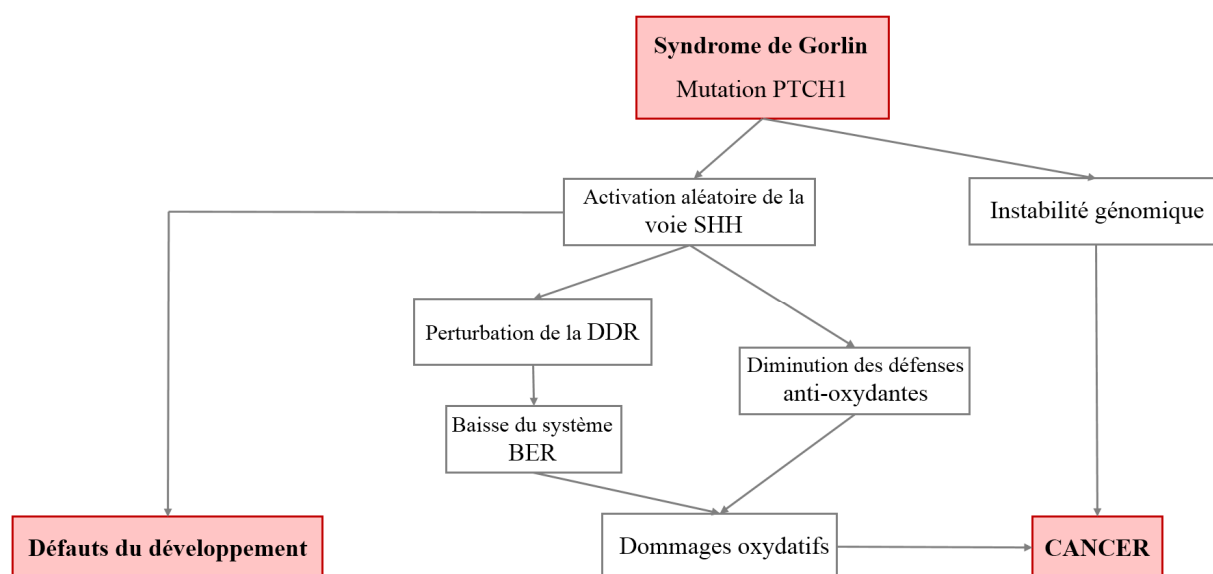 Syndrome de Gorlin
Mutation PTCH1
Activation aléatoire de la
voie SHH
Instabilité génomique
Perturbation de la DDR
Diminution des défenses
anti-oxydantes
Baisse du système
BER
Défauts du développement
Dommages oxydatifs
CANCER